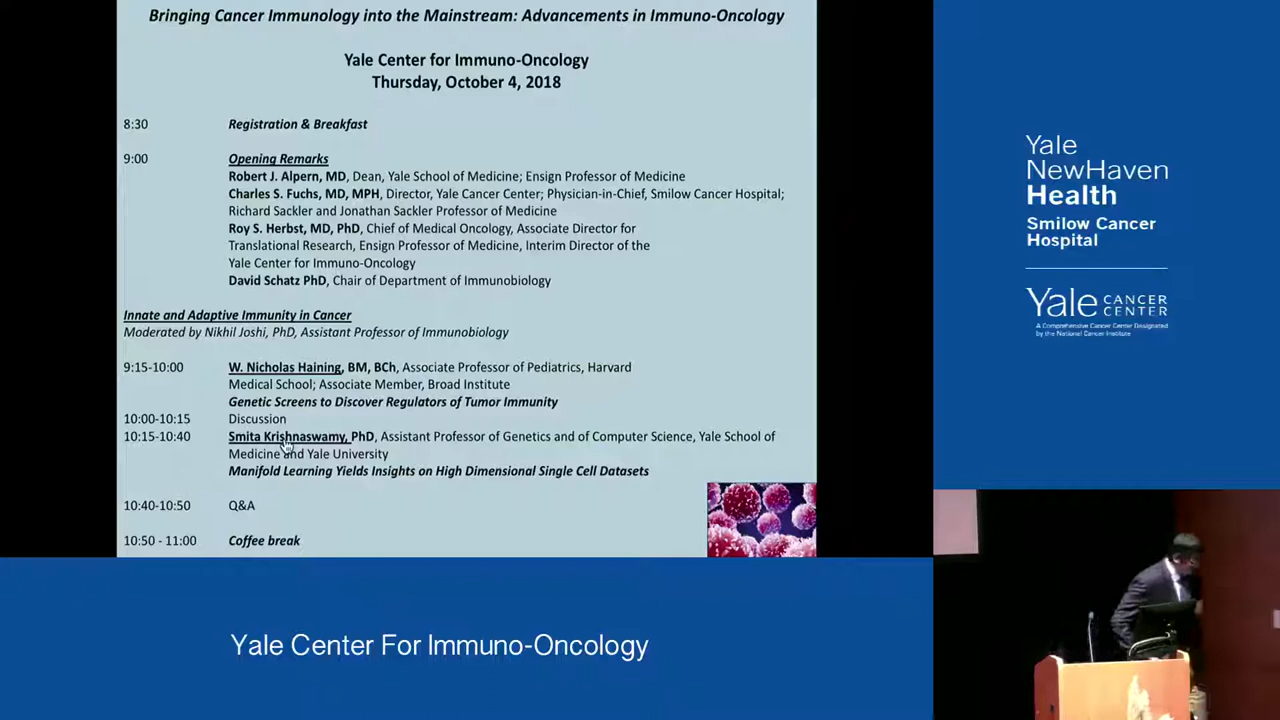 Bringing Cancer Immunology into the Mainstream: Advancements in Immuno-Oncology
Yale Center for Immuno-Oncology
Thursday, October 4, 2018
8:30 Registration & Breakfast
9:00 Opening Remarks
Robert J. Alpern, MD, Dean, Yale School of Medicine; Ensign Professor of Medicine
Charles S. Fuchs, MD, MPH, Director, Yale Cancer Center; Physician-in-Chief, Smilow Cancer Hospital;
Richard Sackler and Jonathan Sackler Professor of Medicine
Roy S. Herbst, MD, PhD, Chief of Medical Oncology, Associate Director for
Translational Research, Ensign Professor of Medicine, Interim Director of the
Yale Center for Immuno-Oncology
David Schatz PhD, Chair of Department of Immunobiology
Innate and Adaptive Immunity in Cancer
Moderated by Nikhil Joshi, PhD, Assistant Professor of Immunobiology
9:15-10:00 W. Nicholas Haining, BM, BCh, Associate Professor of Pediatrics, Harvard
Medical School; Associate Member, Broad Institute
Genetic Screens to Discover Regulators of Tumor Immunity
10:00-10:15 Discussion
10:15-10:40 Smita Krishnaswamy, PhD, Assistant Professor of Genetics and of Computer Science, Yale School of
Medicine and Yale University
Manifold Learning Yields Insights on High Dimensional Single Cell Datasets
10:40-10:50 Q&A
10:50 - 11:00 Coffee break
Yale Center For Immuno-Oncology
Yale
NewHaven
Health
Smilow Cancer
Hospital
Yale CANCER
CENTER
A Comprehensive Cancer Center Designated
by the National Cancer Institute